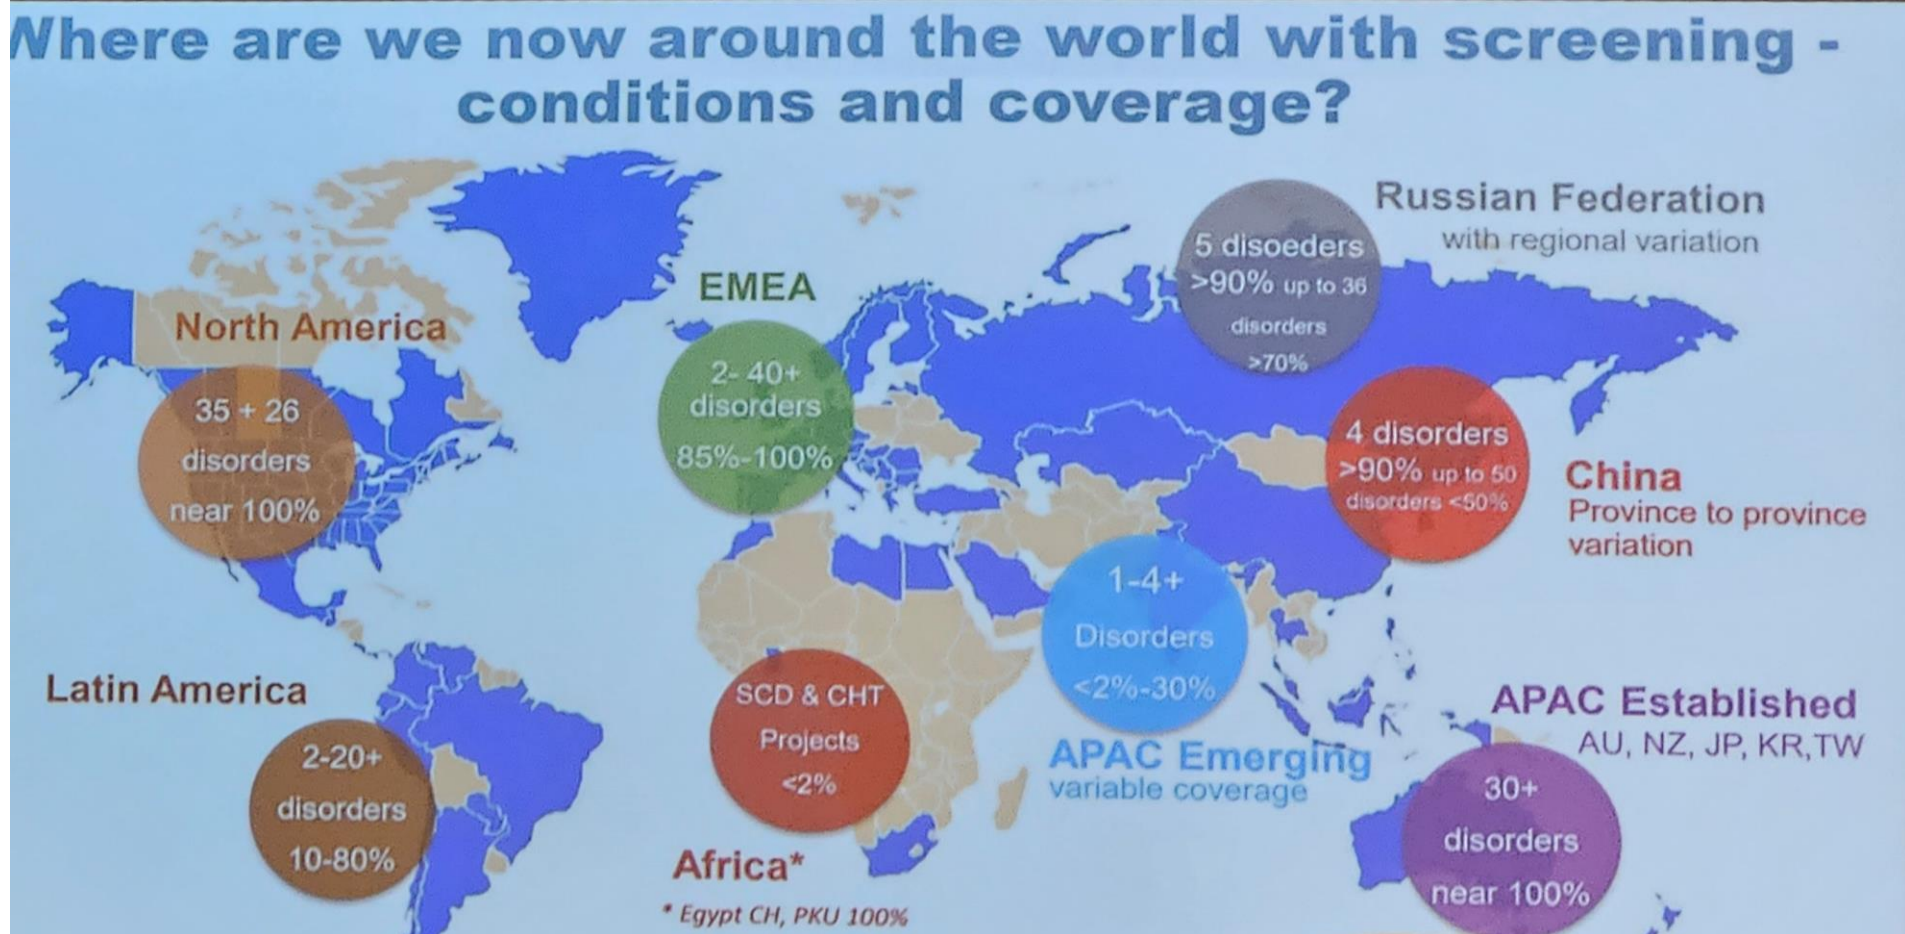 Where are we now around the world with screening -
conditions and coverage?
Russian Federation
with regional variation
5 disoeders
>90% up to 36
disorders
>70%
EMEA
2- 40+
disorders
85%-100%
North America
35 + 26
disorders
near 100%
4 disorders
>90% up to 50
disorders <50%
China
Province to province
variation
1-4+
Disorders
<2%-30%
APAC Emerging
variable coverage
Latin America
2-20+
disorders
10-80%
SCD & CHT
Projects
<2%
Africa*
* Egypt CH, PKU 100%
APAC Established
AU, NZ, JP, KR,TW
30+
disorders
near 100%